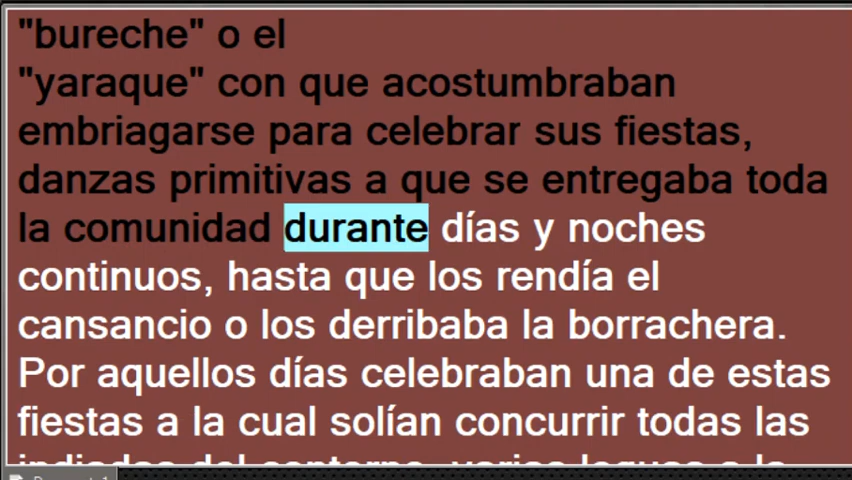 "bureche" o el
"yaraque" con que acostumbraban
embriagarse para celebrar sus fiestas,
danzas primitivas a que se entregaba toda
la comunidad durante días y noches
continuos, hasta que los rendía el
cansancio o los derribaba la borrachera.
Por aquellos días celebraban una de estas
fiestas a la cual solían concurrir todas las